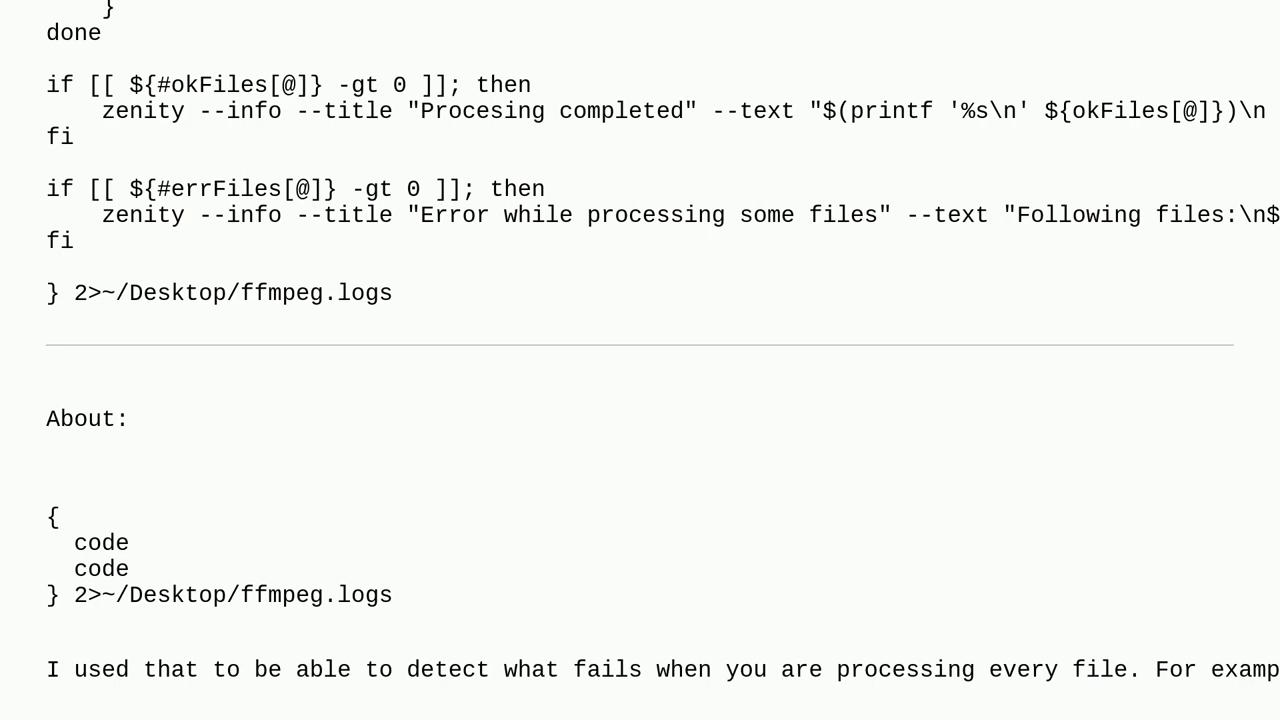 }
done
if [[ ${#okFiles[@]} -gt 0 ]]; then
zenity --info --title "Procesing completed" --text "$(printf '%s\n' ${okFiles[@]})\n
fi
if [[ ${#errFiles[@]} -gt 0 ]]; then
zenity --info --title "Error while processing some files" --text "Following files:\n$
fi
} 2>~/Desktop/ffmpeg.logs
About:
{
code
code
} 2>~/Desktop/ffmpeg.logs
I used that to be able to detect what fails when you are processing every file. For examp